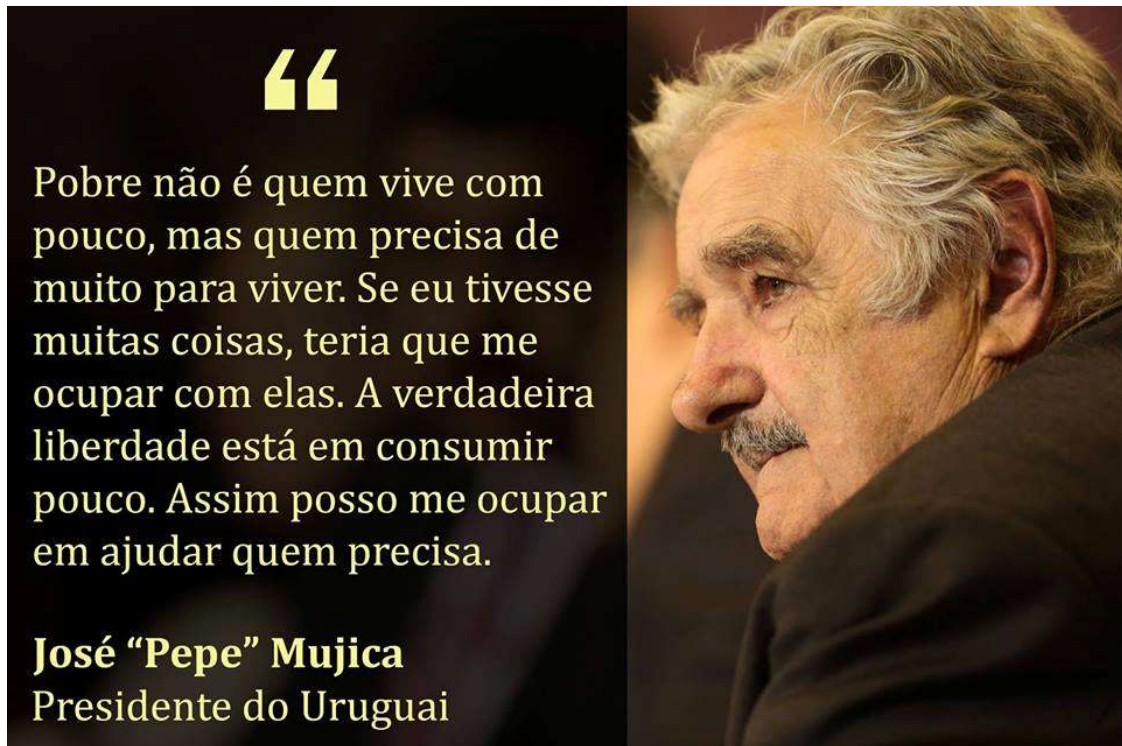 “
Pobre não é quem vive com
pouco, mas quem precisa de
muito para viver. Se eu tivesse
muitas coisas, teria que me
ocupar com elas. A verdadeira
liberdade está em consumir
pouco. Assim posso me ocupar
em ajudar quem precisa.
José “Pepe” Mujica
Presidente do Uruguai